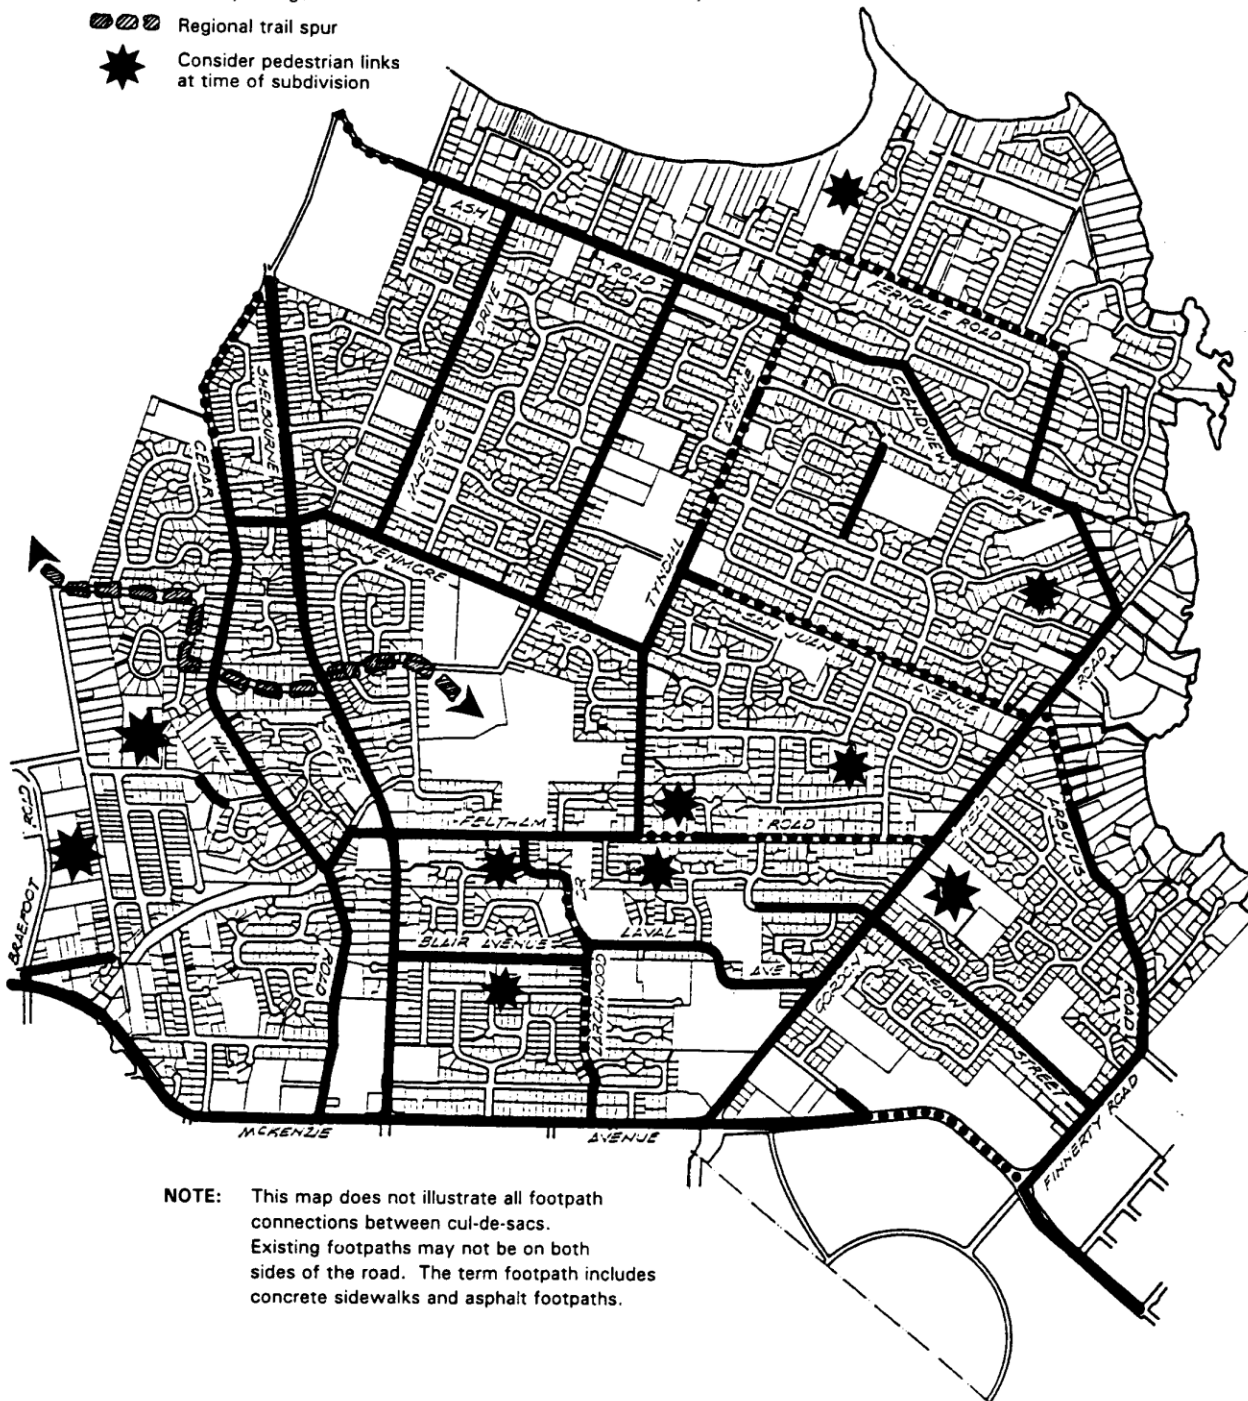 Regional trail spur
Consider pedestrian links
at time of subdivision
ASH
ROAD
DRIVE
MAJESTIC
FERNDALE ROAD
AVENUE
GRANDVIEW
DRIVE
SHELBOURNE
CEDAR
KENMORE
ROAD
TYNDALL
SAN JUAN
AVENUE
ROAD
HILL
STREET
FELTHAM
ROAD
ARBUTUS
ROAD
BRAEFOOT
ROAD
DR
LAVAL
AVE
BLAIR AVENUE
ROAD
LARCHWOOD
GORDON
HEAD
EDGELOW
STREET
FINNERTY ROAD
MCKENZIE
AVENUE
NOTE: This map does not illustrate all footpath
connections between cul-de-sacs.
Existing footpaths may not be on both
sides of the road. The term footpath includes
concrete sidewalks and asphalt footpaths.